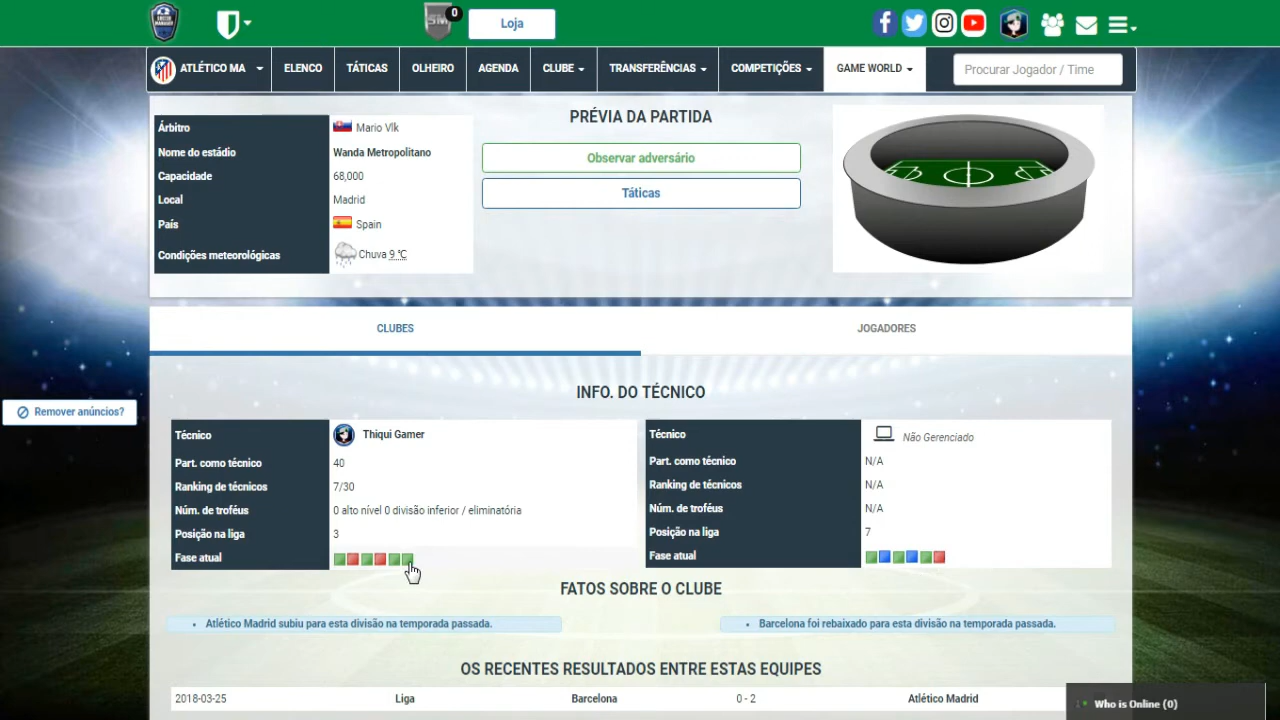 SM
0
Loja
ATLÉTICO MA
ELENCO
TÁTICAS
OLHEIRO
AGENDA
CLUBE
TRANSFERÊNCIAS
COMPETIÇÕES
GAME WORLD
Procurar Jogador / Time
Árbitro Mario Vlk
Nome do estádio Wanda Metropolitano
Capacidade 68,000
Local Madrid
País Spain
Condições meteorológicas Chuva 9 °C
PRÉVIA DA PARTIDA
Observar adversário
Táticas
CLUBES
JOGADORES
Remover anúncios?
INFO. DO TÉCNICO
Técnico Thiqui Gamer
Part. como técnico 40
Ranking de técnicos 7/30
Núm. de troféus 0 alto nível 0 divisão inferior / eliminatória
Posição na liga 3
Fase atual
Técnico Não Gerenciado
Part. como técnico N/A
Ranking de técnicos N/A
Núm. de troféus N/A
Posição na liga 7
Fase atual
FATOS SOBRE O CLUBE
Atlético Madrid subiu para esta divisão na temporada passada.
Barcelona foi rebaixado para esta divisão na temporada passada.
OS RECENTES RESULTADOS ENTRE ESTAS EQUIPES
2018-03-25 Liga Barcelona 0 - 2 Atlético Madrid
Who is Online (0)